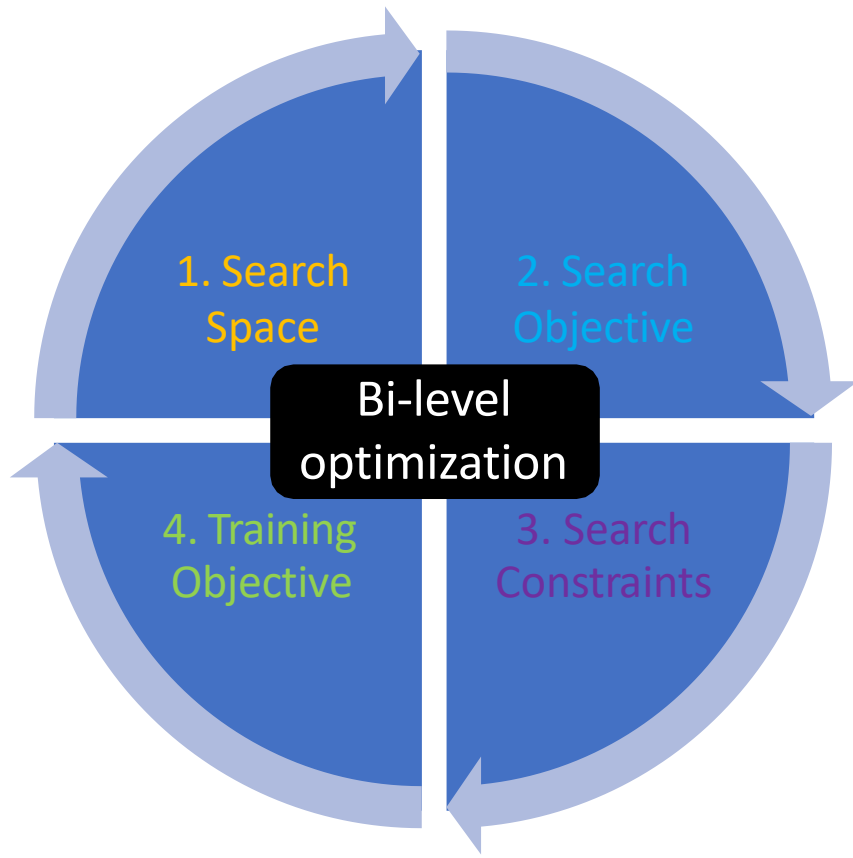 1. Search
Space
2. Search
Objective
Bi-level
optimization
4. Training
Objective
3. Search
Constraints